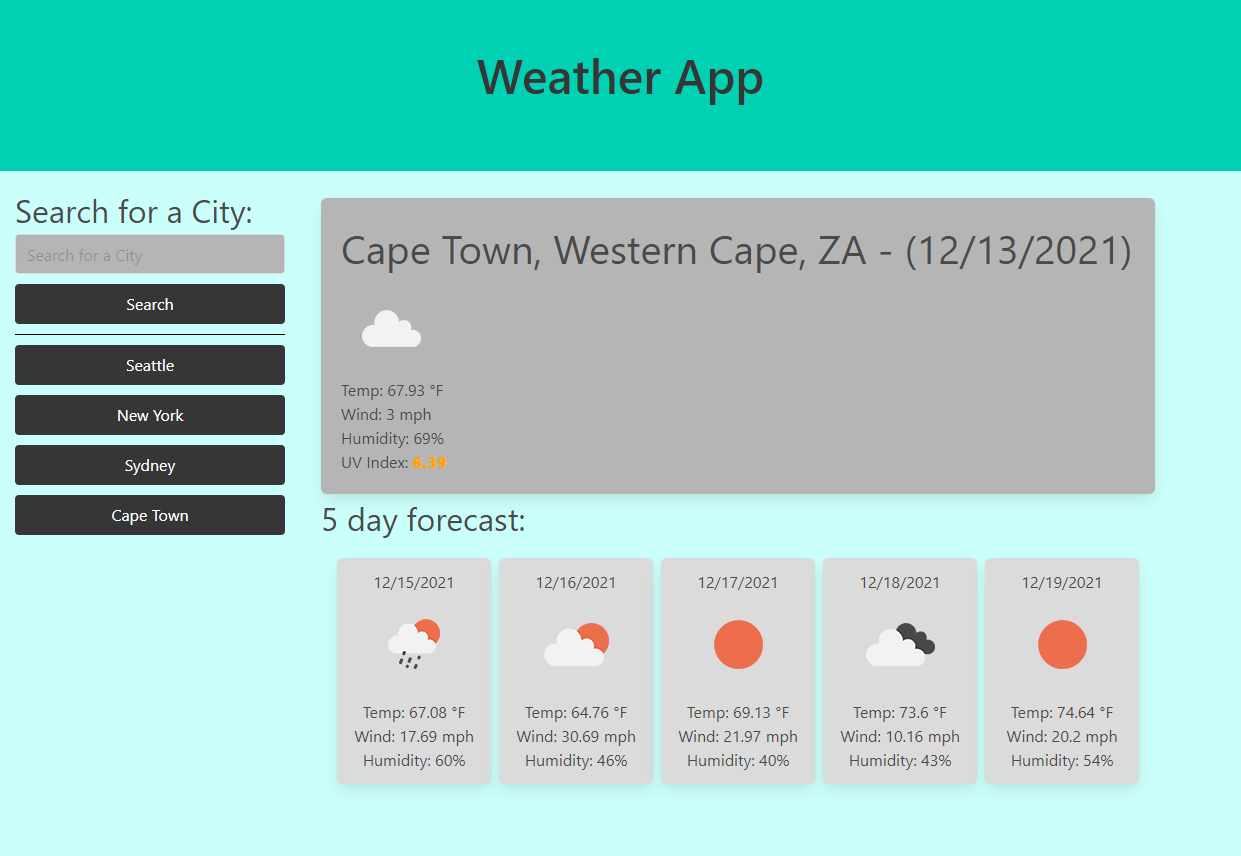 Weather App
Search for a City:
Search for a City
Search
Seattle
New York
Sydney
Cape Town
Cape Town, Western Cape, ZA - (12/13/2021)
Temp: 67.93 °F
Wind: 3 mph
Humidity: 69%
UV Index: 6.39
5 day forecast:
12/15/2021
Temp: 67.08 °F
Wind: 17.69 mph
Humidity: 60%
12/16/2021
Temp: 64.76 °F
Wind: 30.69 mph
Humidity: 46%
12/17/2021
Temp: 69.13 °F
Wind: 21.97 mph
Humidity: 40%
12/18/2021
Temp: 73.6 °F
Wind: 10.16 mph
Humidity: 43%
12/19/2021
Temp: 74.64 °F
Wind: 20.2 mph
Humidity: 54%